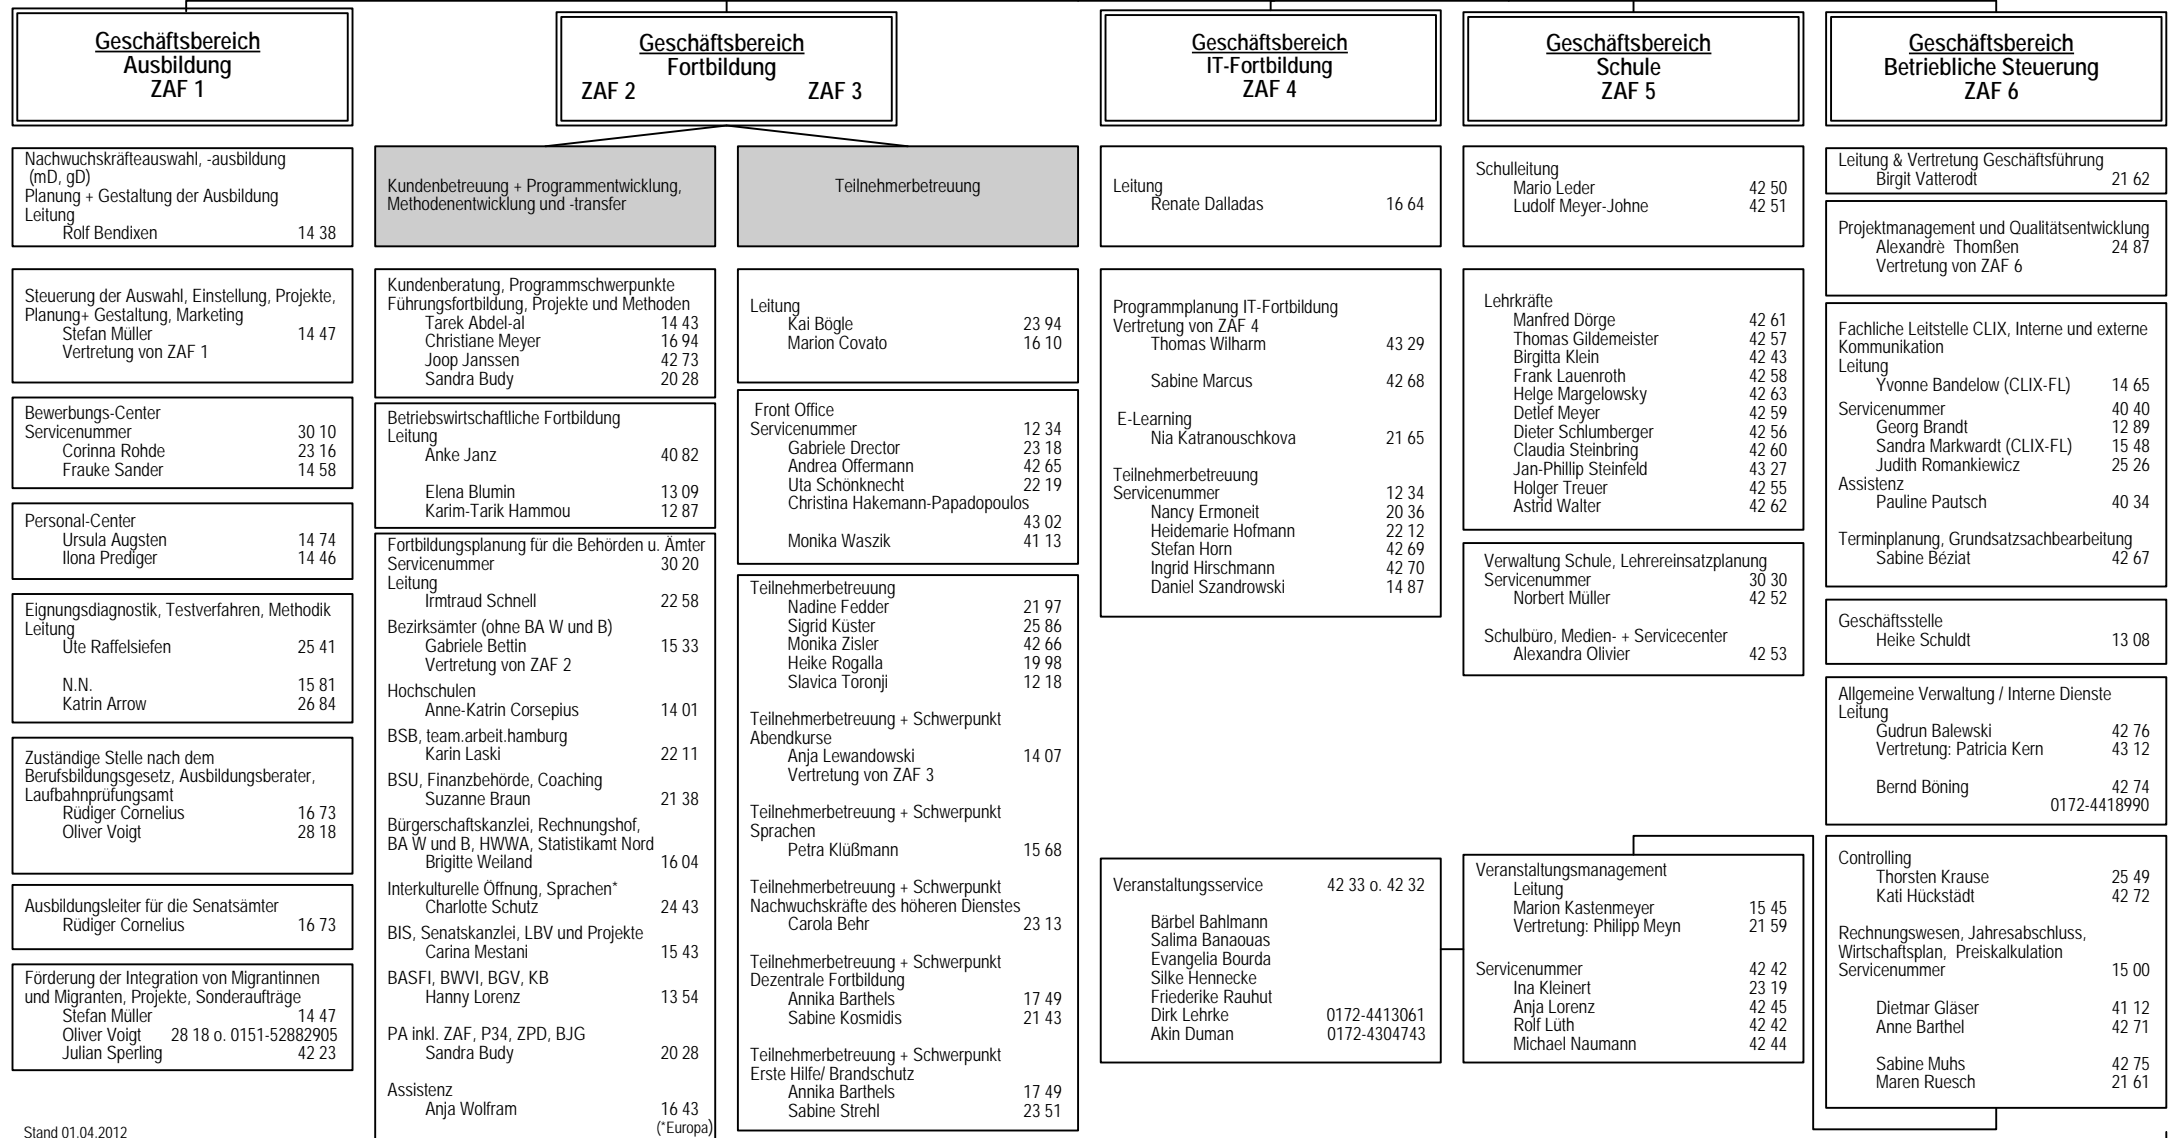 Geschäftsbereich
Ausbildung
ZAF 1
Nachwuchskräfteauswahl, -ausbildung
(mD, gD)
Planung + Gestaltung der Ausbildung
Leitung
Rolf Bendixen 14 38
Steuerung der Auswahl, Einstellung, Projekte,
Planung+ Gestaltung, Marketing
Stefan Müller 14 47
Vertretung von ZAF 1
Bewerbungs-Center
Servicenummer 30 10
Corinna Rohde 23 16
Frauke Sander 14 58
Personal-Center
Ursula Augsten 14 74
Ilona Prediger 14 46
Eignungsdiagnostik, Testverfahren, Methodik
Leitung
Ute Raffelsiefen 25 41
N.N. 15 81
Katrin Arrow 26 84
Zuständige Stelle nach dem
Berufsbildungsgesetz, Ausbildungsberater,
Laufbahnprüfungsamt
Rüdiger Cornelius 16 73
Oliver Voigt 28 18
Ausbildungsleiter für die Senatsämter
Rüdiger Cornelius 16 73
Förderung der Integration von Migrantinnen
und Migranten, Projekte, Sonderaufträge
Stefan Müller 14 47
Oliver Voigt 28 18 o. 0151-52882905
Julian Sperling 42 23
Stand 01.04.2012
Geschäftsbereich
Fortbildung
ZAF 2 ZAF 3
Kundenbetreuung + Programmentwicklung,
Methodenentwicklung und -transfer
Kundenberatung, Programmschwerpunkte
Führungsfortbildung, Projekte und Methoden
Tarek Abdel-al 14 43
Christiane Meyer 16 94
Joop Janssen 42 73
Sandra Budy 20 28
Betriebswirtschaftliche Fortbildung
Leitung
Anke Janz 40 82
Elena Blumin 13 09
Karim-Tarik Hammou 12 87
Fortbildungsplanung für die Behörden u. Ämter
Servicenummer 30 20
Leitung
Irmtraud Schnell 22 58
Bezirksämter (ohne BA W und B)
Gabriele Bettin 15 33
Vertretung von ZAF 2
Hochschulen
Anne-Katrin Corsepius 14 01
BSB, team.arbeit.hamburg
Karin Laski 22 11
BSU, Finanzbehörde, Coaching
Suzanne Braun 21 38
Bürgerschaftskanzlei, Rechnungshof,
BA W und B, HWWA, Statistikamt Nord
Brigitte Weiland 16 04
Interkulturelle Öffnung, Sprachen*
Charlotte Schutz 24 43
BIS, Senatskanzlei, LBV und Projekte
Carina Mestani 15 43
BASFI, BWVI, BGV, KB
Hanny Lorenz 13 54
PA inkl. ZAF, P34, ZPD, BJG
Sandra Budy 20 28
Assistenz
Anja Wolfram 16 43
(*Europa)
Teilnehmerbetreuung
Leitung
Kai Bögle 23 94
Marion Covato 16 10
Front Office
Servicenummer 12 34
Gabriele Drector 23 18
Andrea Offermann 42 65
Uta Schönknecht 22 19
Christina Hakemann-Papadopoulos
43 02
Monika Waszik 41 13
Teilnehmerbetreuung
Nadine Fedder 21 97
Sigrid Küster 25 86
Monika Zisler 42 66
Heike Rogalla 19 98
Slavica Toronji 12 18
Teilnehmerbetreuung + Schwerpunkt
Abendkurse
Anja Lewandowski 14 07
Vertretung von ZAF 3
Teilnehmerbetreuung + Schwerpunkt
Sprachen
Petra Klüßmann 15 68
Teilnehmerbetreuung + Schwerpunkt
Nachwuchskräfte des höheren Dienstes
Carola Behr 23 13
Teilnehmerbetreuung + Schwerpunkt
Dezentrale Fortbildung
Annika Barthels 17 49
Sabine Kosmidis 21 43
Teilnehmerbetreuung + Schwerpunkt
Erste Hilfe/ Brandschutz
Annika Barthels 17 49
Sabine Strehl 23 51
Geschäftsbereich
IT-Fortbildung
ZAF 4
Leitung
Renate Dalladas 16 64
Programmplanung IT-Fortbildung
Vertretung von ZAF 4
Thomas Wilharm 43 29
Sabine Marcus 42 68
E-Learning
Nia Katranouschkova 21 65
Teilnehmerbetreuung
Servicenummer 12 34
Nancy Ermoneit 20 36
Heidemarie Hofmann 22 12
Stefan Horn 42 69
Ingrid Hirschmann 42 70
Daniel Szandrowski 14 87
Veranstaltungsservice 42 33 o. 42 32
Bärbel Bahlmann
Salima Banaouas
Evangelia Bourda
Silke Hennecke
Friederike Rauhut
Dirk Lehrke 0172-4413061
Akin Duman 0172-4304743
Geschäftsbereich
Schule
ZAF 5
Schulleitung
Mario Leder 42 50
Ludolf Meyer-Johne 42 51
Lehrkräfte
Manfred Dörge 42 61
Thomas Gildemeister 42 57
Birgitta Klein 42 43
Frank Lauenroth 42 58
Helge Margelowsky 42 63
Detlef Meyer 42 59
Dieter Schlumberger 42 56
Claudia Steinbring 42 60
Jan-Phillip Steinfeld 43 27
Holger Treuer 42 55
Astrid Walter 42 62
Verwaltung Schule, Lehrereinsatzplanung
Servicenummer 30 30
Norbert Müller 42 52
Schulbüro, Medien- + Servicecenter
Alexandra Olivier 42 53
Veranstaltungsmanagement
Leitung
Marion Kastenmeyer 15 45
Vertretung: Philipp Meyn 21 59
Servicenummer 42 42
Ina Kleinert 23 19
Anja Lorenz 42 45
Rolf Lüth 42 42
Michael Naumann 42 44
Geschäftsbereich
Betriebliche Steuerung
ZAF 6
Leitung & Vertretung Geschäftsführung
Birgit Vatterodt 21 62
Projektmanagement und Qualitätsentwicklung
Alexandrè Thomßen 24 87
Vertretung von ZAF 6
Fachliche Leitstelle CLIX, Interne und externe
Kommunikation
Leitung
Yvonne Bandelow (CLIX-FL) 14 65
Servicenummer 40 40
Georg Brandt 12 89
Sandra Markwardt (CLIX-FL) 15 48
Judith Romankiewicz 25 26
Assistenz
Pauline Pautsch 40 34
Terminplanung, Grundsatzsachbearbeitung
Sabine Béziat 42 67
Geschäftsstelle
Heike Schuldt 13 08
Allgemeine Verwaltung / Interne Dienste
Leitung
Gudrun Balewski 42 76
Vertretung: Patricia Kern 43 12
Bernd Böning 42 74
0172-4418990
Controlling
Thorsten Krause 25 49
Kati Hückstädt 42 72
Rechnungswesen, Jahresabschluss,
Wirtschaftsplan, Preiskalkulation
Servicenummer 15 00
Dietmar Gläser 41 12
Anne Barthel 42 71
Sabine Muhs 42 75
Maren Ruesch 21 61